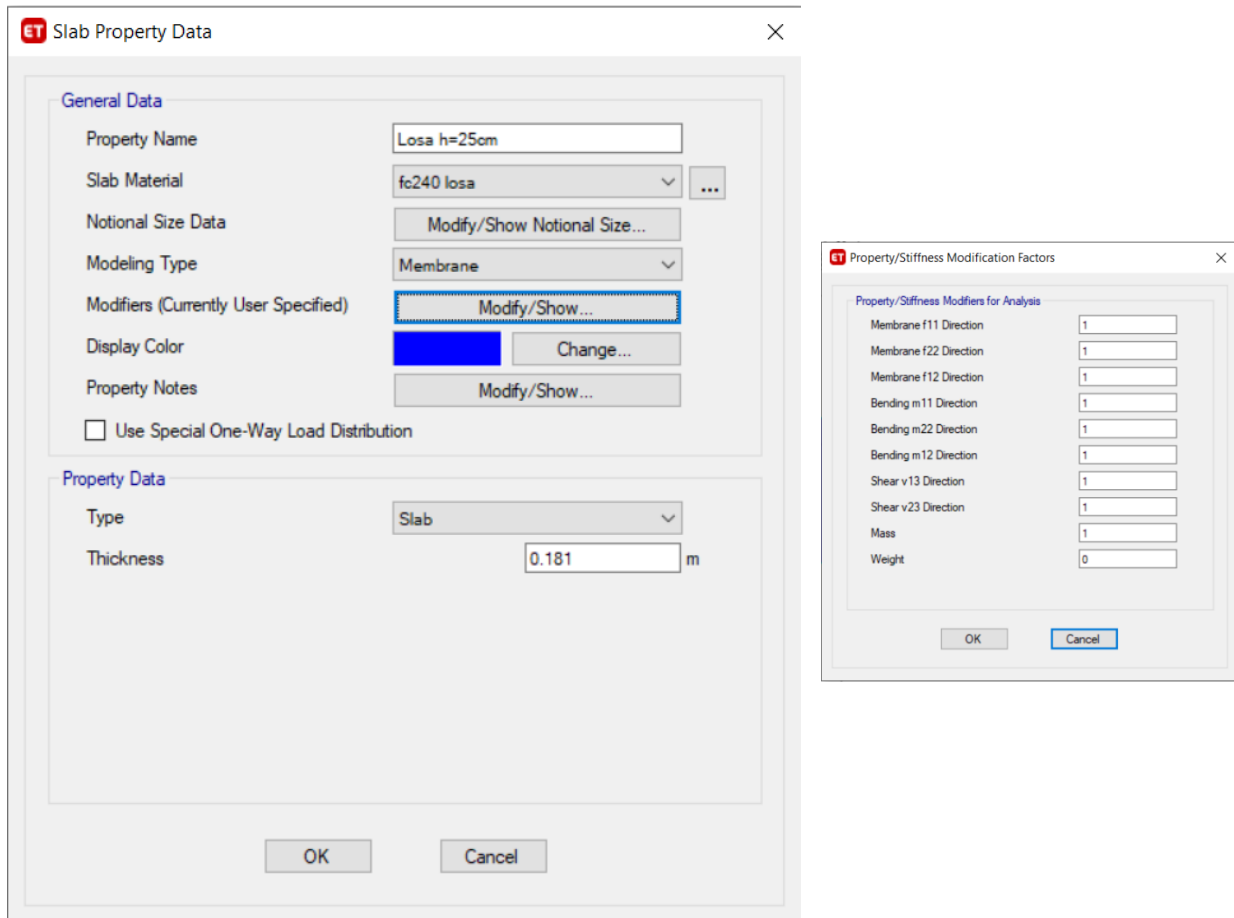 ET Slab Property Data
General Data
Property Name Losa h=25cm
Slab Material fc240 losa ...
Notional Size Data Modify/Show Notional Size...
Modeling Type Membrane
Modifiers (Currently User Specified) Modify/Show...
Display Color Change...
Property Notes Modify/Show...
Use Special One-Way Load Distribution
Property Data
Type Slab
Thickness 0.181 m
OK Cancel
ET Property/Stiffness Modification Factors
Property/Stiffness Modifiers for Analysis
Membrane f11 Direction 1
Membrane f22 Direction 1
Membrane f12 Direction 1
Bending m11 Direction 1
Bending m22 Direction 1
Bending m12 Direction 1
Shear v13 Direction 1
Shear v23 Direction 1
Mass 1
Weight 0
OK Cancel